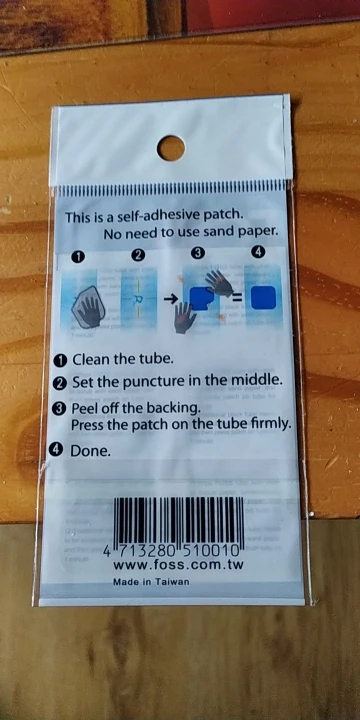 This is a self-adhesive patch.
No need to use sand paper.
1 2 3 4
1 Clean the tube.
2 Set the puncture in the middle.
3 Peel off the backing.
Press the patch on the tube firmly.
4 Done.
4 713280 510010
www.foss.com.tw
Made in Taiwan